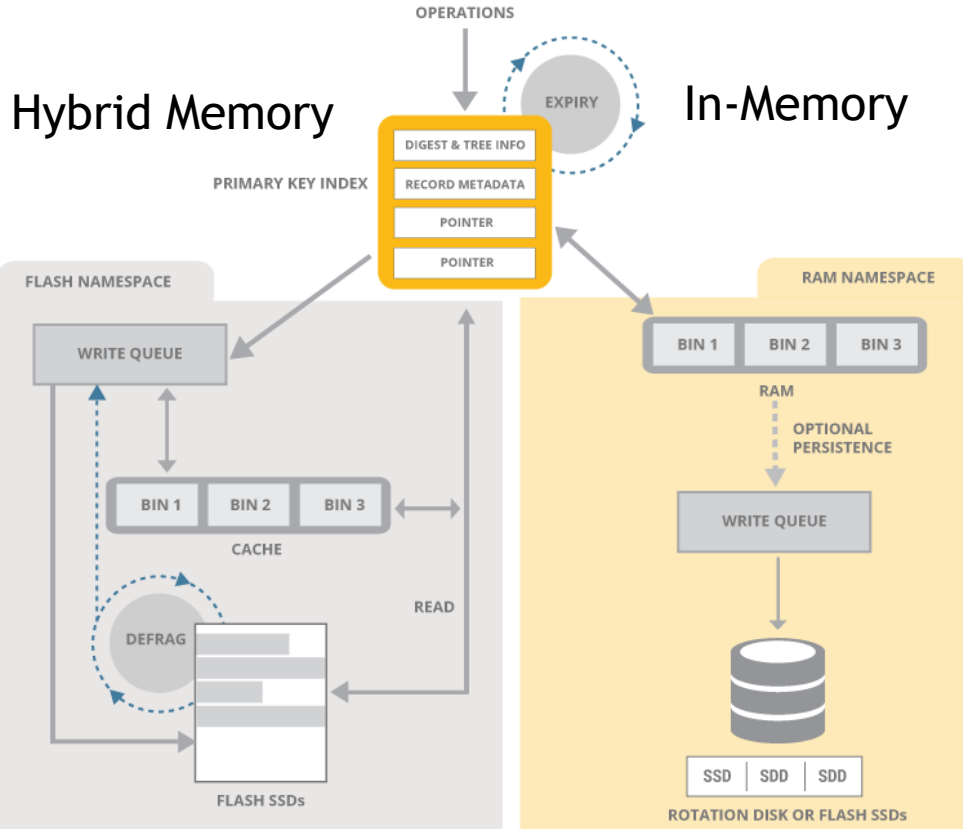 OPERATIONS
Hybrid Memory
In-Memory
EXPIRY
DIGEST & TREE INFO
PRIMARY KEY INDEX
RECORD METADATA
POINTER
POINTER
FLASH NAMESPACE
WRITE QUEUE
BIN 1
BIN 2
BIN 3
CACHE
READ
DEFRAG
FLASH SSDs
RAM NAMESPACE
BIN 1
BIN 2
BIN 3
RAM
OPTIONAL
PERSISTENCE
WRITE QUEUE
SSD
SDD
SDD
ROTATION DISK OR FLASH SSDs